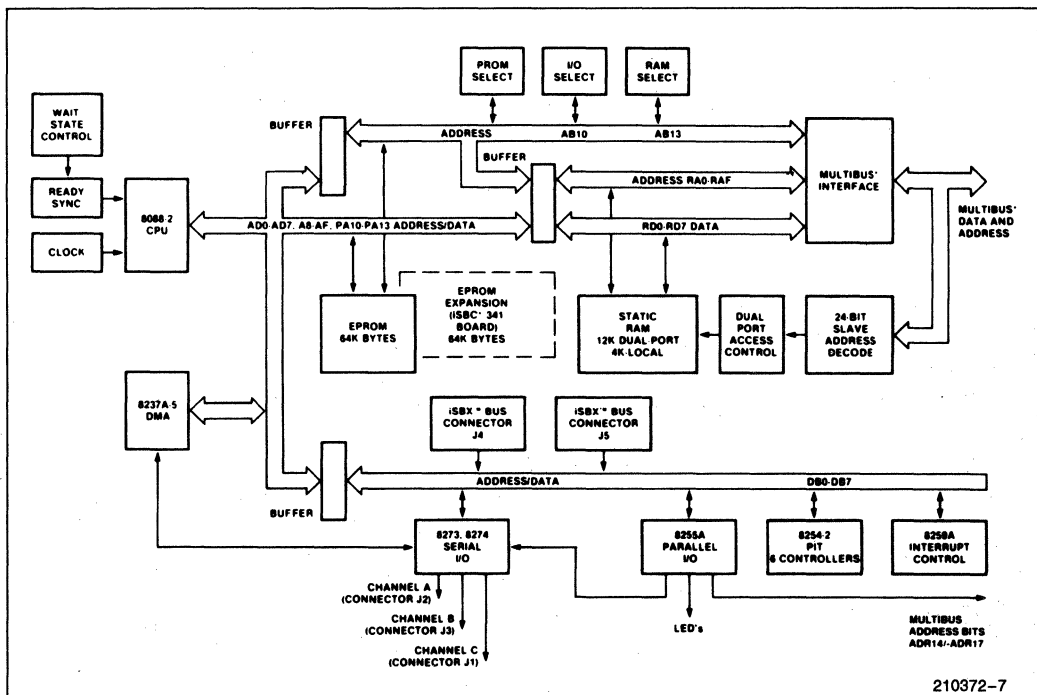 PROM
SELECT
I/O
SELECT
RAM
SELECT
WAIT
STATE
CONTROL
BUFFER
ADDRESS
AB10
AB13
BUFFER
READY
SYNC
ADDRESS RA0-RAF
MULTIBUS*
INTERFACE
8088-2
CPU
MULTIBUS*
DATA AND
ADDRESS
AD0-AD7, A8-AF, PA10-PA13 ADDRESS/DATA
RD0-RD7 DATA
CLOCK
EPROM
64K BYTES
EPROM
EXPANSION
(iSBC* 341
BOARD)
64K BYTES
STATIC
RAM
12K DUAL-PORT
4K-LOCAL
DUAL
PORT
ACCESS
CONTROL
24-BIT
SLAVE
ADDRESS
DECODE
8237A-5
DMA
iSBX™ BUS
CONNECTOR
J4
iSBX™ BUS
CONNECTOR
J5
ADDRESS/DATA
DB0-DB7
BUFFER
8273, 8274
SERIAL
I/O
8255A
PARALLEL
I/O
8254-2
PIT
6 CONTROLLERS
8259A
INTERRUPT
CONTROL
CHANNEL A
(CONNECTOR J2)
CHANNEL B
(CONNECTOR J3)
CHANNEL C
(CONNECTOR J1)
LED's
MULTIBUS
ADDRESS BITS
ADR14/-ADR17
210372-7